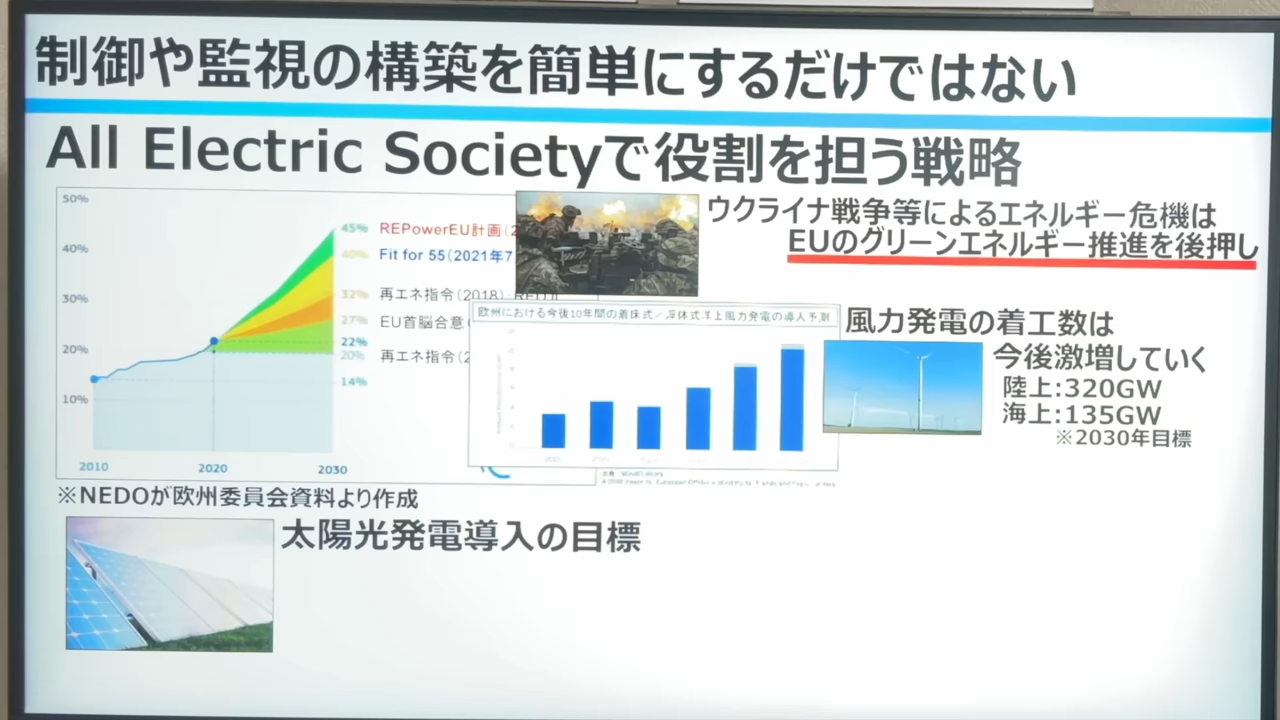 制御や監視の構築を簡単にするだけではない
All Electric Societyで役割を担う戦略
50%
40%
30%
20%
10%
45%
40%
32%
27%
22%
20%
14%
2010
2020
2030
REPowerEU計画(2
Fit for 55(2021年7
再エネ指令(2018)
EU首脳合意(
再エネ指令(2
※NEDOが欧州委員会資料より作成
ウクライナ戦争等によるエネルギー危機は
EUのグリーンエネルギー推進を後押し
欧州における今後10年間の着床式/浮体式洋上風力発電の導入予測
風力発電の着工数は
今後激増していく
陸上:320GW
海上:135GW
※2030年目標
太陽光発電導入の目標